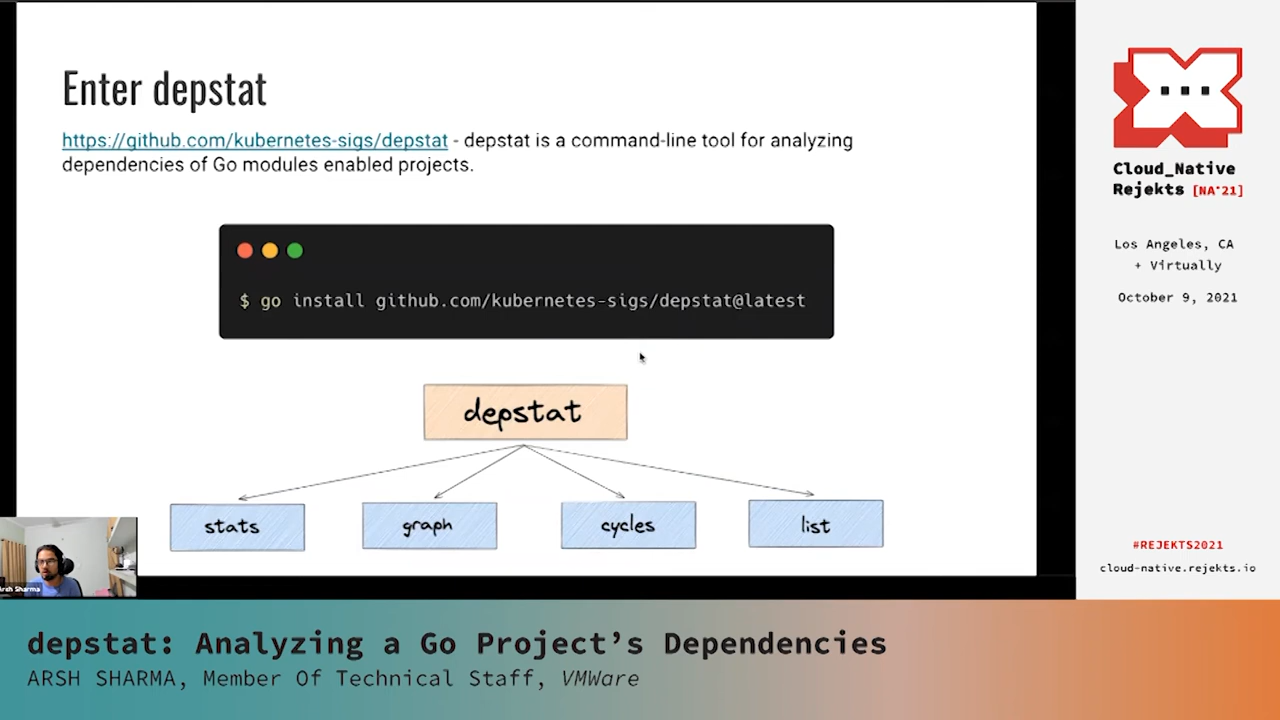 Enter depstat
https://github.com/kubernetes-sigs/depstat - depstat is a command-line tool for analyzing
dependencies of Go modules enabled projects.
$ go install github.com/kubernetes-sigs/depstat@latest
depstat
stats
graph
cycles
list
Arsh Sharma
Cloud_Native
Rejekts [NA'21]
Los Angeles, CA
+ Virtually
October 9, 2021
#REJEKTS2021
cloud-native.rejekts.io
depstat: Analyzing a Go Project's Dependencies
ARSH SHARMA, Member Of Technical Staff, VMWare